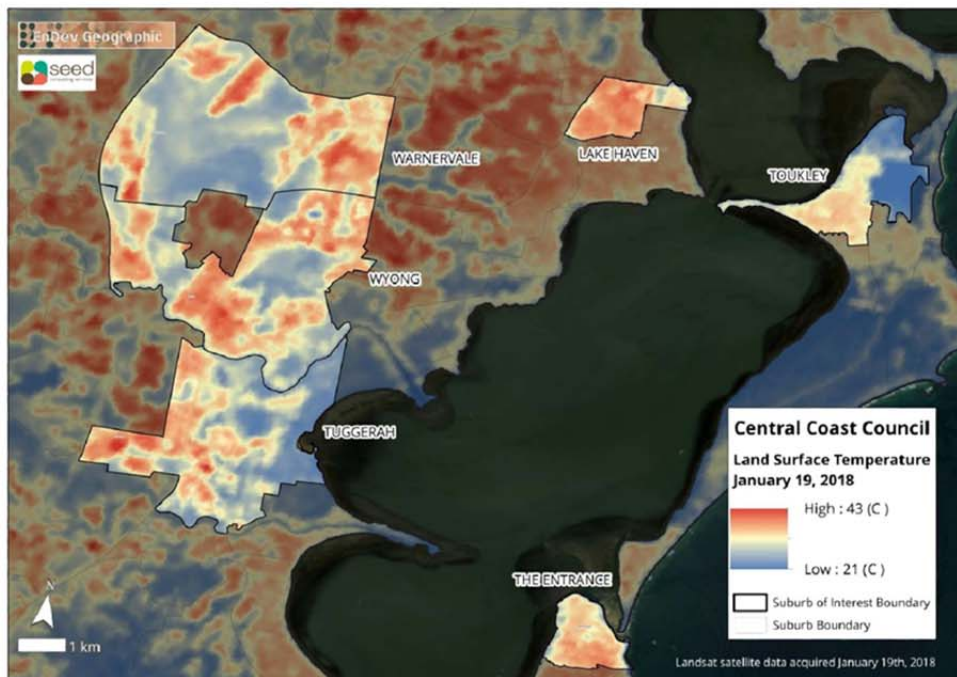 EnDev Geographic
seed
WARNERVALE
LAKE HAVEN
TOUKLEY
WYONG
TUGGERAH
THE ENTRANCE
Central Coast Council
Land Surface Temperature
January 19, 2018
High : 43 (C )
Low : 21 (C )
Suburb of Interest Boundary
Suburb Boundary
N
1 km
Landsat satellite data acquired January 19th, 2018